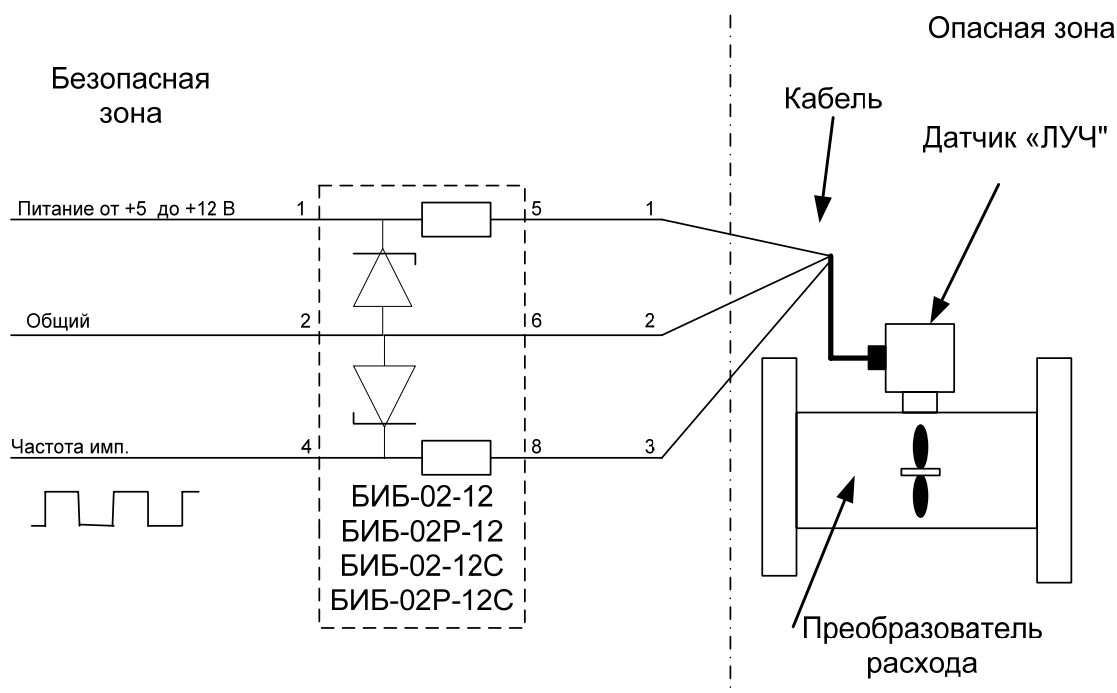 Опасная зона
Безопасная
зона
Кабель
Датчик «ЛУЧ"
Питание от +5 до +12 В 1 5 1
Общий 2 6 2
Частота имп. 4 8 3
БИБ-02-12
БИБ-02Р-12
БИБ-02-12С
БИБ-02Р-12С
Преобразователь
расхода